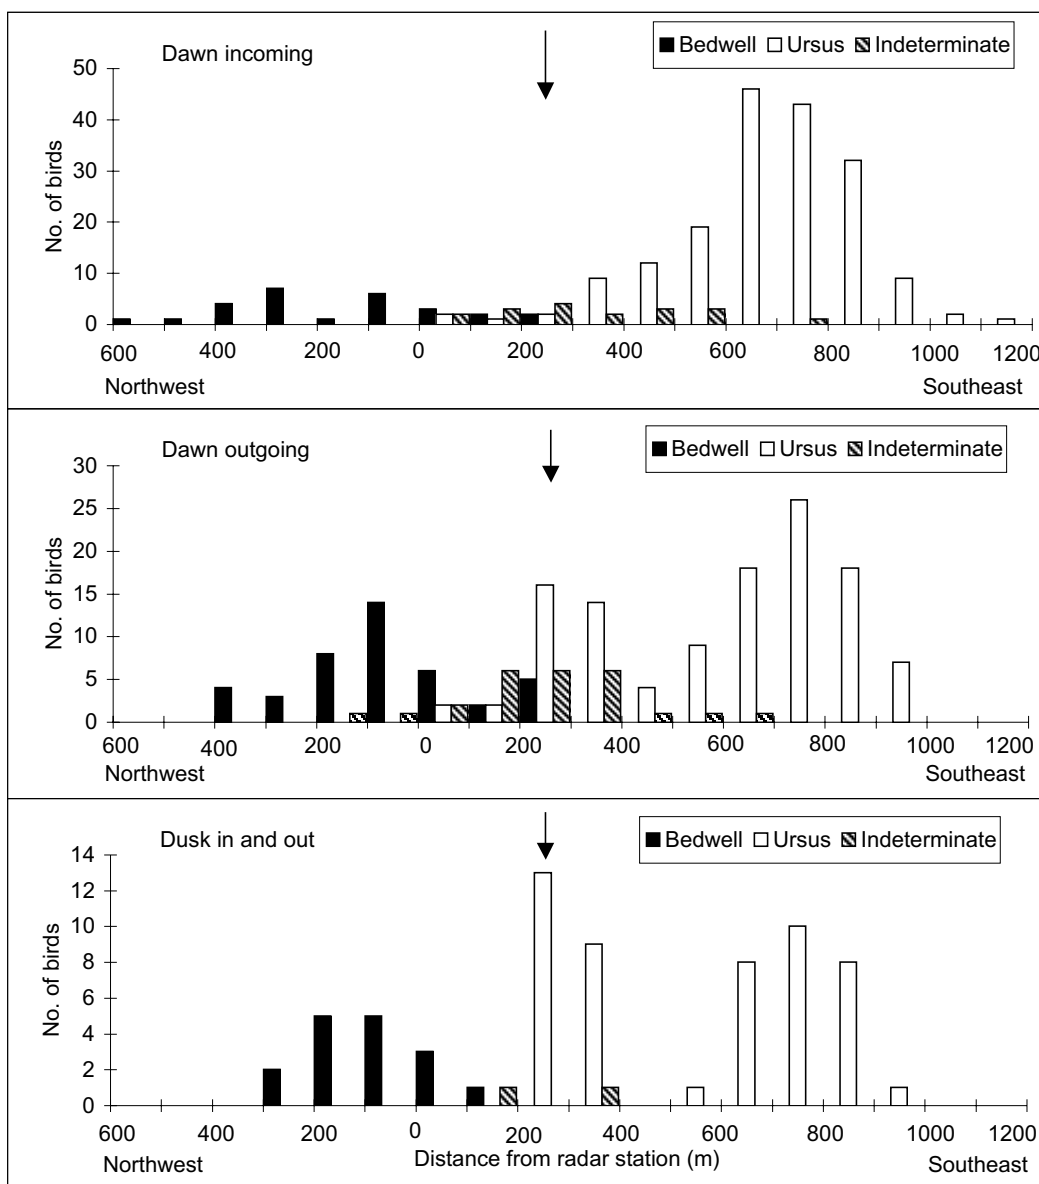 Dawn incoming
Bedwell Ursus Indeterminate
No. of birds
50
40
30
20
10
0
600 400 200 0 200 400 600 800 1000 1200
Northwest Southeast
Dawn outgoing
Bedwell Ursus Indeterminate
No. of birds
30
25
20
15
10
5
0
600 400 200 0 200 400 600 800 1000 1200
Northwest Southeast
Dusk in and out
Bedwell Ursus Indeterminate
No. of birds
14
12
10
8
6
4
2
0
600 400 200 0 200 400 600 800 1000 1200
Northwest Distance from radar station (m) Southeast